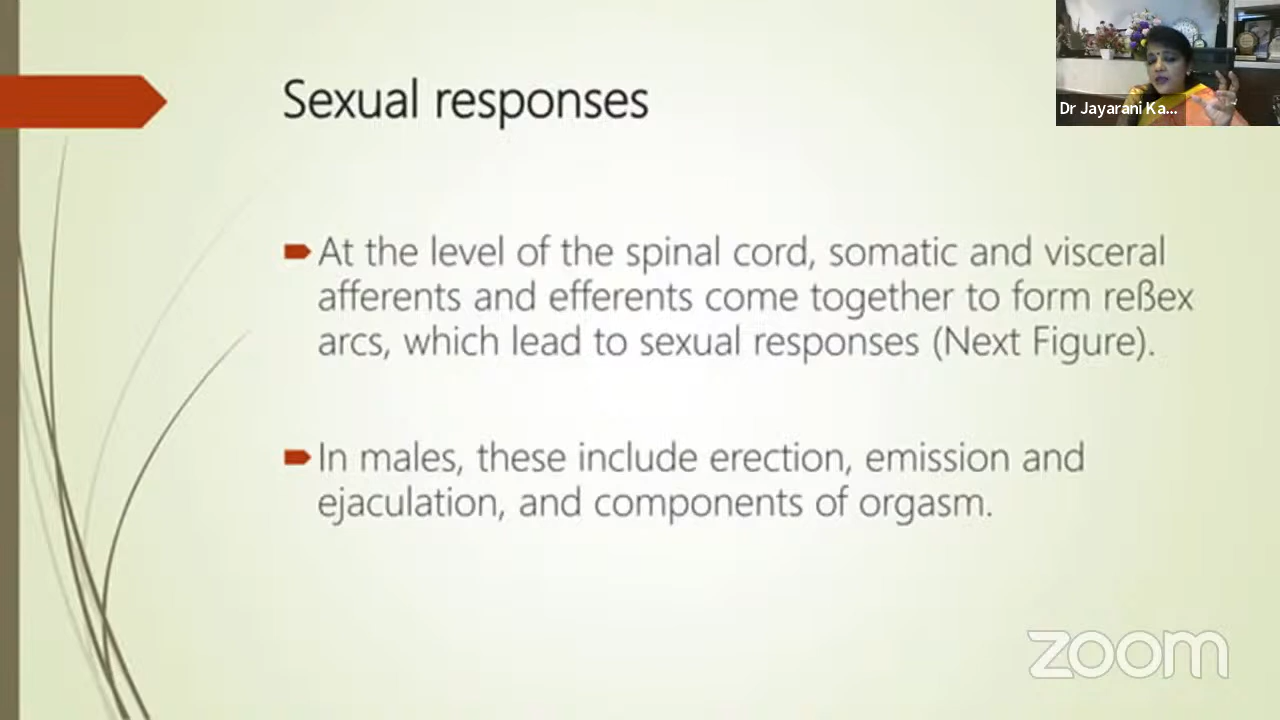 Sexual responses
Dr Jayarani Ka...
At the level of the spinal cord, somatic and visceral
afferents and efferents come together to form reßex
arcs, which lead to sexual responses (Next Figure).
In males, these include erection, emission and
ejaculation, and components of orgasm.
zoom